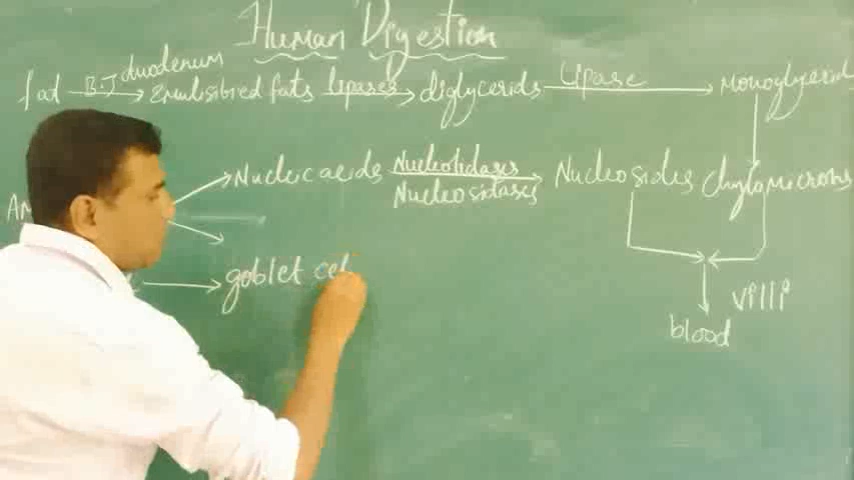 Human Digestion
fat B.J duodenum Emulsibied fats lipases diglycerids Lipase Monoglycerid
Nucleic acids Nucleotidases Nucleosidases Nucleosides chylomicrons
goblet cel
villi
blood